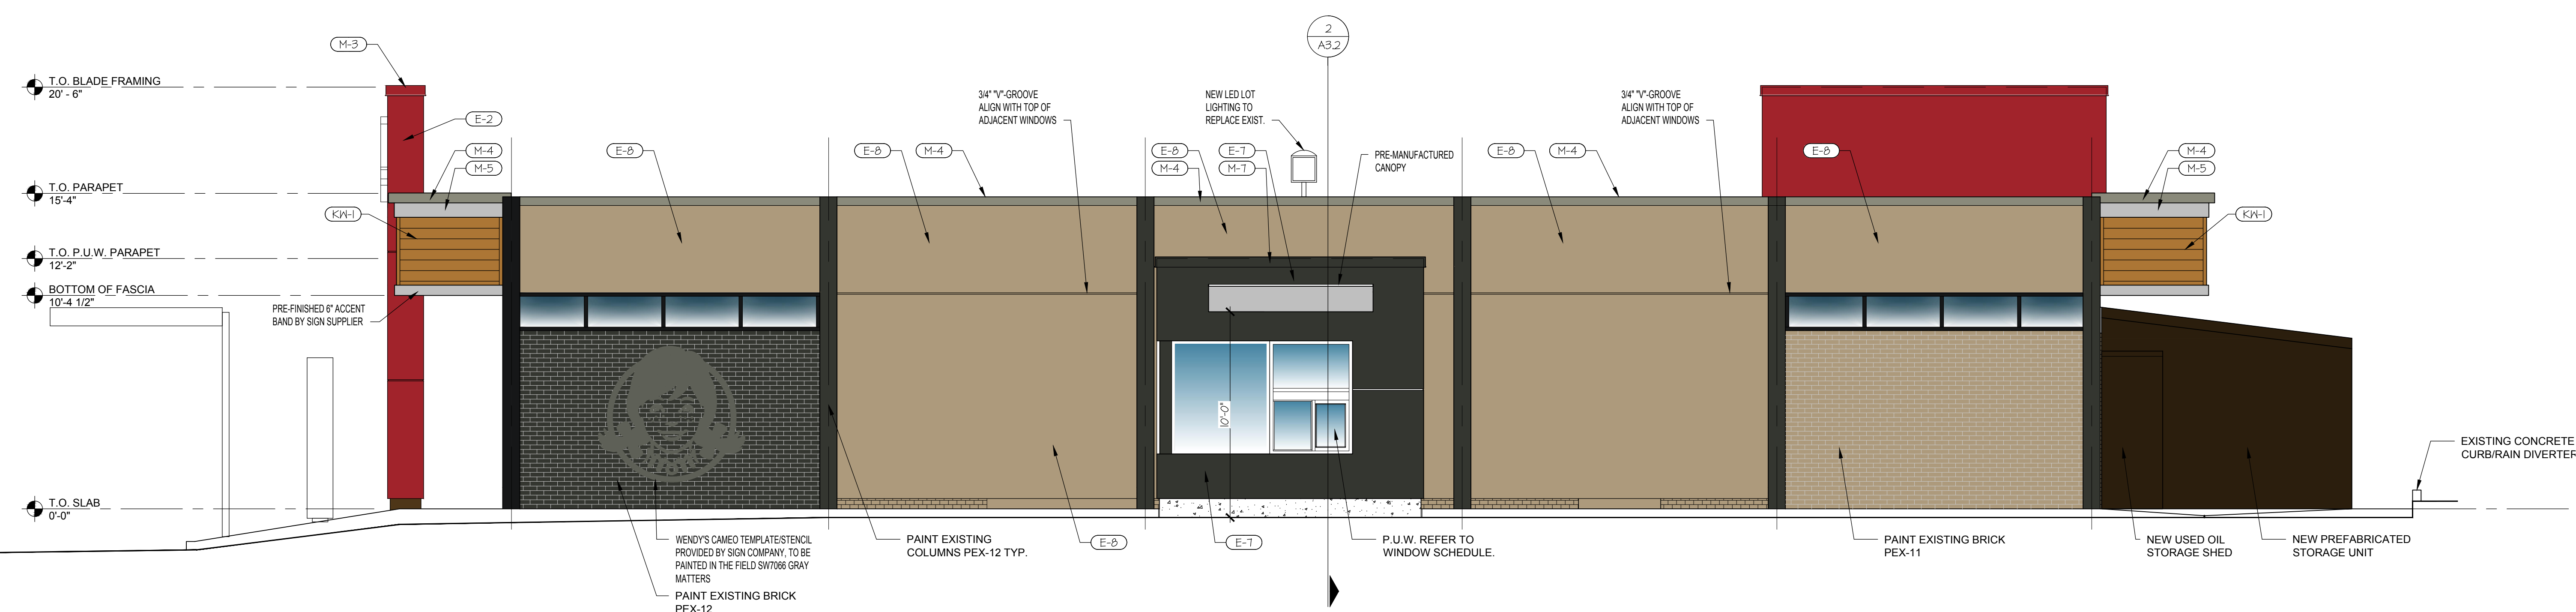 2
A3.2
M-3
T.O. BLADE FRAMING
20' - 6"
3/4" "V"-GROOVE
ALIGN WITH TOP OF
ADJACENT WINDOWS
NEW LED LOT
LIGHTING TO
REPLACE EXIST.
3/4" "V"-GROOVE
ALIGN WITH TOP OF
ADJACENT WINDOWS
E-2
M-4
M-5
E-8
E-8
M-4
E-8
M-4
E-7
M-7
PRE-MANUFACTURED
CANOPY
E-8
M-4
E-8
M-4
M-5
T.O. PARAPET
15'-4"
KW-1
KW-1
T.O. P.U.W. PARAPET
12'-2"
BOTTOM OF FASCIA
10'-4 1/2"
PRE-FINISHED 6" ACCENT
BAND BY SIGN SUPPLIER
10'-0"
EXISTING CONCRETE
CURB/RAIN DIVERTER
T.O. SLAB
0'-0"
WENDY'S CAMEO TEMPLATE/STENCIL
PROVIDED BY SIGN COMPANY, TO BE
PAINTED IN THE FIELD SW7066 GRAY
MATTERS
PAINT EXISTING BRICK
PEX-12
PAINT EXISTING
COLUMNS PEX-12 TYP.
E-8
E-7
P.U.W. REFER TO
WINDOW SCHEDULE.
PAINT EXISTING BRICK
PEX-11
NEW USED OIL
STORAGE SHED
NEW PREFABRICATED
STORAGE UNIT